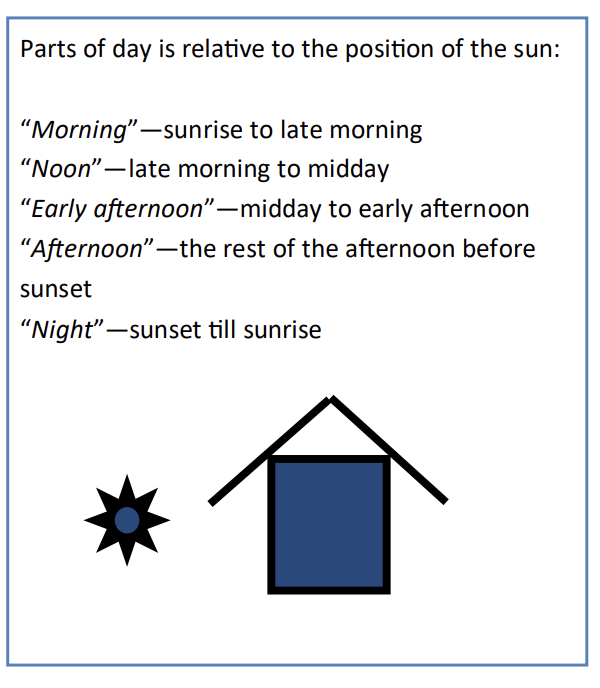 Parts of day is relative to the position of the sun:
“Morning”—sunrise to late morning
“Noon”—late morning to midday
“Early afternoon”—midday to early afternoon
“Afternoon”—the rest of the afternoon before
sunset
“Night”—sunset till sunrise